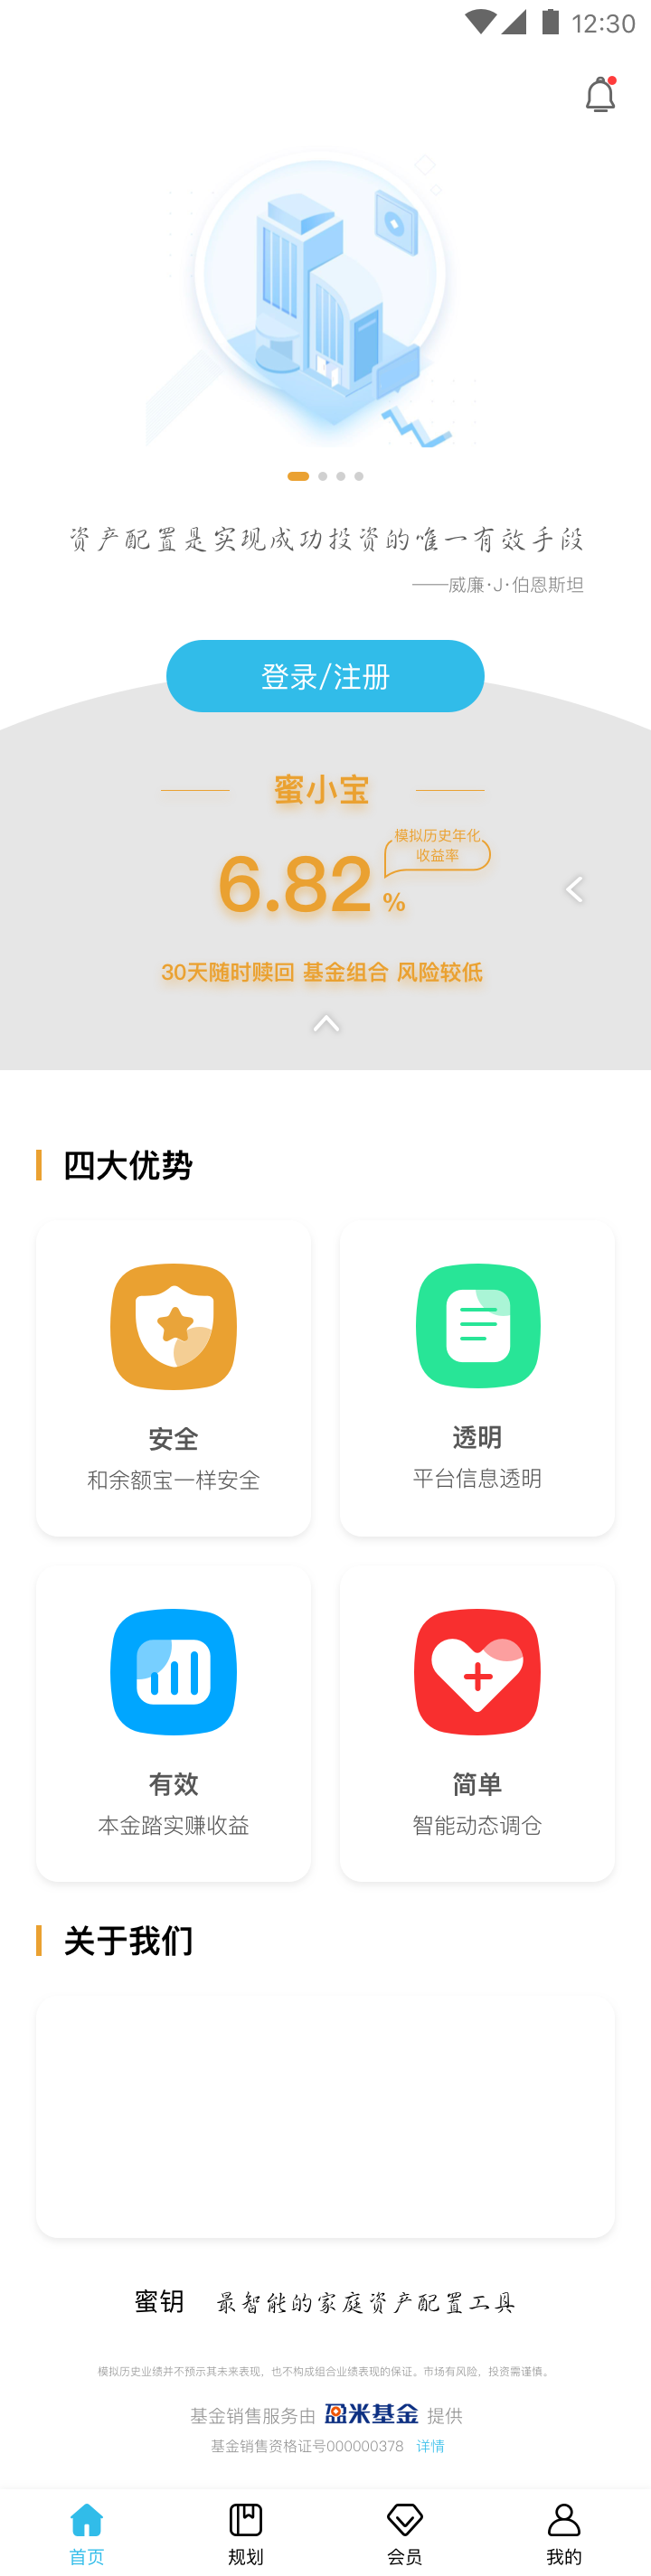 12:30
资产配置是实现成功投资的唯一有效手段
——威廉·J·伯恩斯坦
登录/注册
蜜小宝
模拟历史年化
收益率
6.82 %
30天随时赎回 基金组合 风险较低
四大优势
安全
和余额宝一样安全
透明
平台信息透明
有效
本金踏实赚收益
简单
智能动态调仓
关于我们
蜜钥 最智能的家庭资产配置工具
模拟历史业绩并不预示其未来表现，也不构成组合业绩表现的保证。市场有风险，投资需谨慎。
基金销售服务由 盈米基金 提供
基金销售资格证号000000378 详情
首页 规划 会员 我的